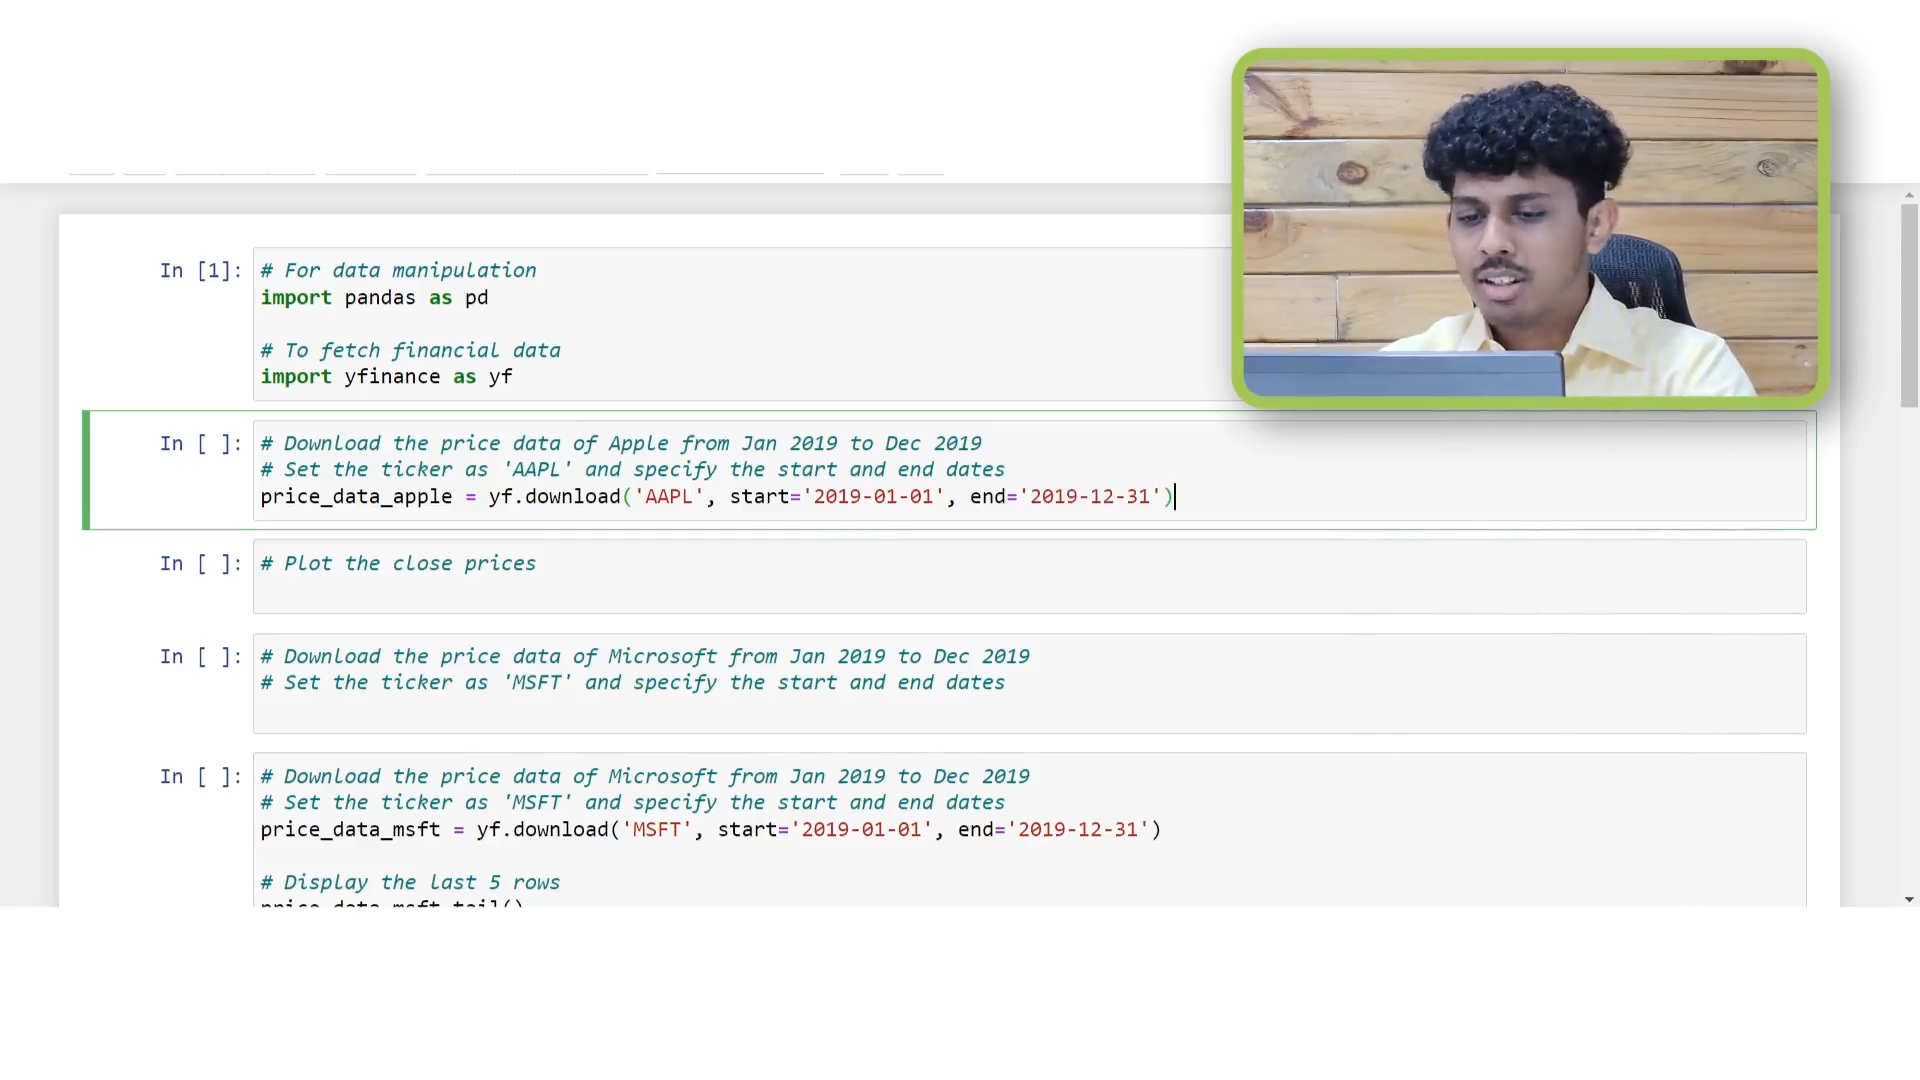 In [1]:
# For data manipulation
import pandas as pd
# To fetch financial data
import yfinance as yf
In [ ]:
# Download the price data of Apple from Jan 2019 to Dec 2019
# Set the ticker as 'AAPL' and specify the start and end dates
price_data_apple = yf.download('AAPL', start='2019-01-01', end='2019-12-31')
In [ ]:
# Plot the close prices
In [ ]:
# Download the price data of Microsoft from Jan 2019 to Dec 2019
# Set the ticker as 'MSFT' and specify the start and end dates
In [ ]:
# Download the price data of Microsoft from Jan 2019 to Dec 2019
# Set the ticker as 'MSFT' and specify the start and end dates
price_data_msft = yf.download('MSFT', start='2019-01-01', end='2019-12-31')
# Display the last 5 rows
price_data_msft.tail()